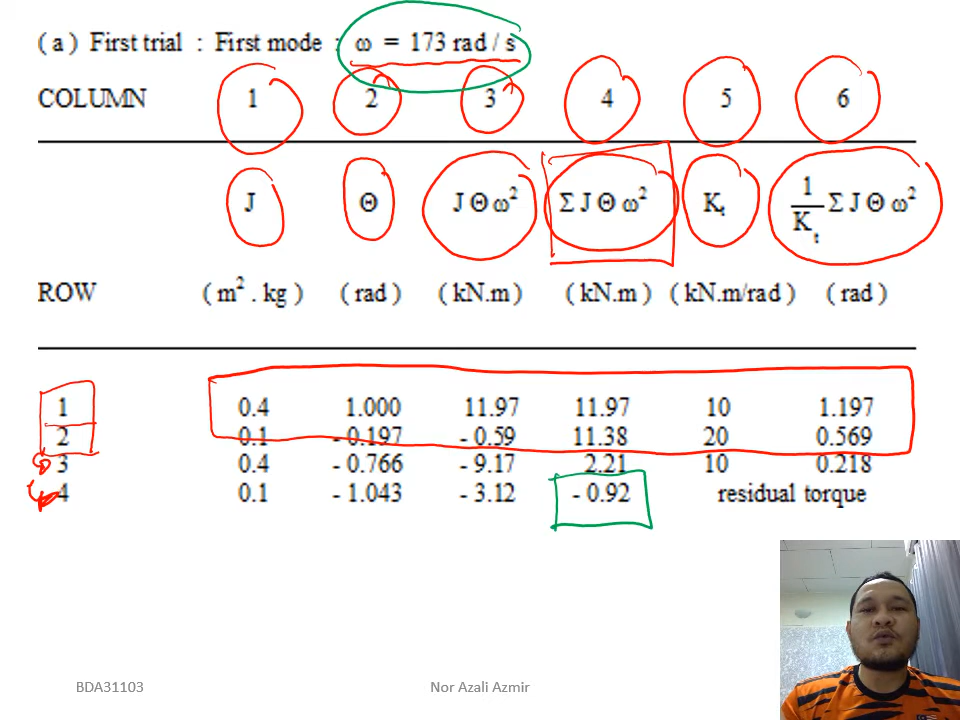 ( a ) First trial : First mode : ω = 173 rad / s
COLUMN 1 2 3 4 5 6
J Θ J Θ ω² Σ J Θ ω² Kₜ 1/Kₜ Σ J Θ ω²
ROW ( m² . kg ) ( rad ) ( kN.m ) ( kN.m ) ( kN.m/rad ) ( rad )
1 0.4 1.000 11.97 11.97 10 1.197
2 0.1 - 0.197 - 0.59 11.38 20 0.569
3 0.4 - 0.766 - 9.17 2.21 10 0.218
4 0.1 - 1.043 - 3.12 - 0.92 residual torque
BDA31103 Nor Azali Azmir